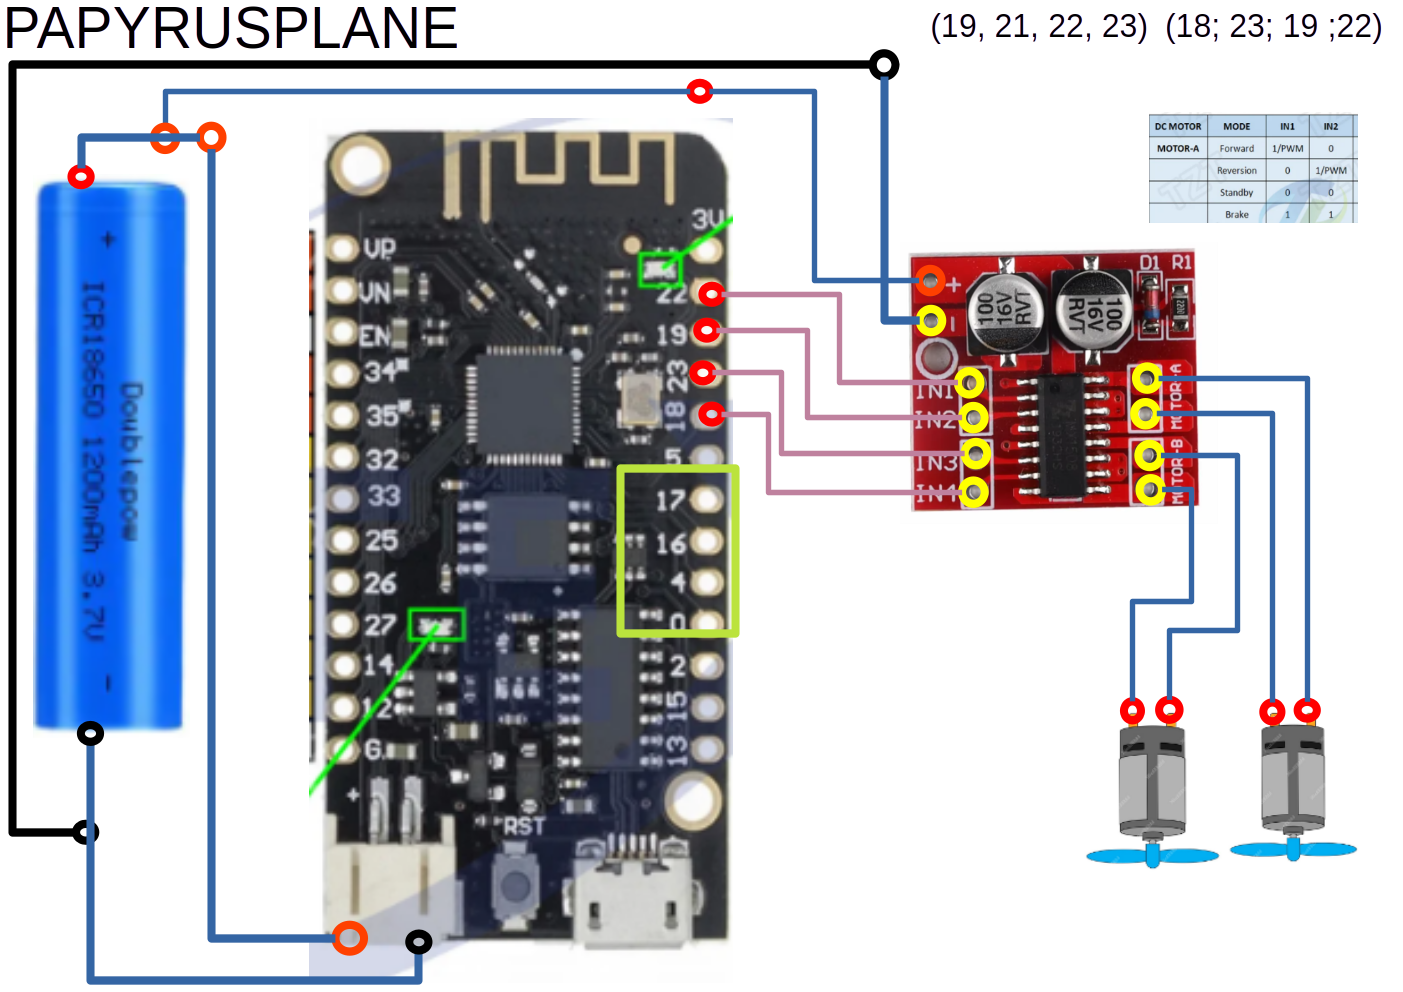 PAPYRUSPLANE
(19, 21, 22, 23) (18; 23; 19 ;22)
DC MOTOR MODE IN1 IN2
MOTOR-A Forward 1/PWM 0
Reversion 0 1/PWM
Standby 0 0
Brake 1 1
+
ICR18650 1200mAh 3.7V
Doublepow
-
3V
VP
VN
EN
34
35
32
33
25
26
27
14
12
G
+
22
19
23
18
5
17
16
4
0
2
15
13
RST
D1 R1
+
-
100
16V
RVT
100
16V
RVT
IN1
IN2
IN3
IN4
MOTOR-A
MOTOR-B